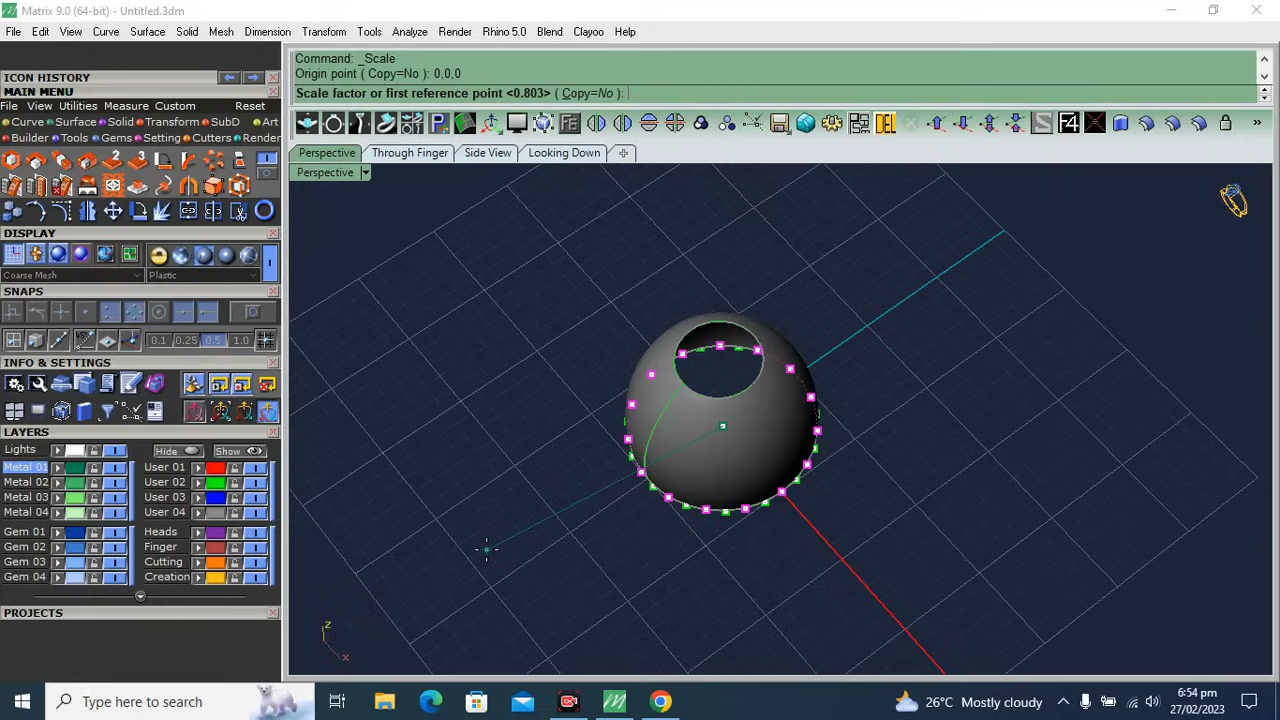 Matrix 9.0 (64-bit) - Untitled.3dm
File Edit View Curve Surface Solid Mesh Dimension Transform Tools Analyze Render Rhino 5.0 Blend Clayoo Help
Command: _Scale
Origin point ( Copy=No ): 0,0,0
Scale factor or first reference point <0.803> ( Copy=No ):
ICON HISTORY
MAIN MENU
File View Utilities Measure Custom Reset
Curve Surface Solid Transform SubD Art
Builder Tools Gems Setting Cutters Render
F4
Perspective Through Finger Side View Looking Down
Perspective
DISPLAY
Coarse Mesh Plastic
SNAPS
0.1 0.25 0.5 1.0
INFO & SETTINGS
LAYERS
Lights Hide Show
Metal 01 User 01
Metal 02 User 02
Metal 03 User 03
Metal 04 User 04
Gem 01 Heads
Gem 02 Finger
Gem 03 Cutting
Gem 04 Creation
PROJECTS
z
x
Type here to search
26°C Mostly cloudy
6:54 pm
27/02/2023